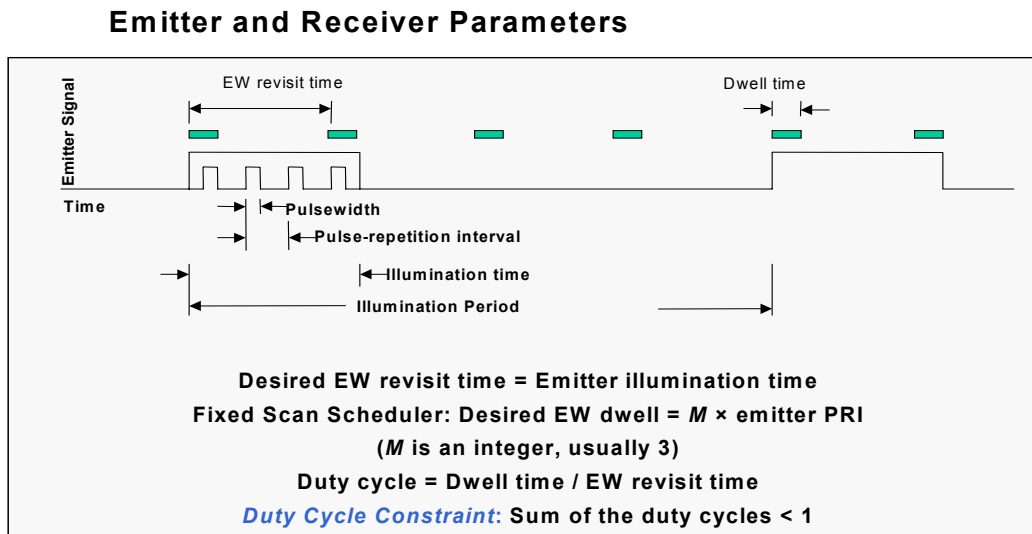 Emitter and Receiver Parameters
Emitter Signal
EW revisit time
Dwell time
Time
Pulsewidth
Pulse-repetition interval
Illumination time
Illumination Period
Desired EW revisit time = Emitter illumination time
Fixed Scan Scheduler: Desired EW dwell = M × emitter PRI
(M is an integer, usually 3)
Duty cycle = Dwell time / EW revisit time
Duty Cycle Constraint: Sum of the duty cycles < 1